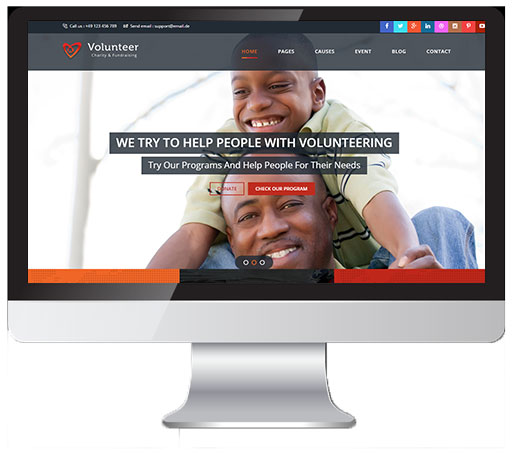 Call us : +49 123 456 789 Send email : support@email.de
Volunteer
Charity & Fundraising
HOME PAGES CAUSES EVENT BLOG CONTACT
WE TRY TO HELP PEOPLE WITH VOLUNTEERING
Try Our Programs And Help People For Their Needs
DONATE CHECK OUR PROGRAM